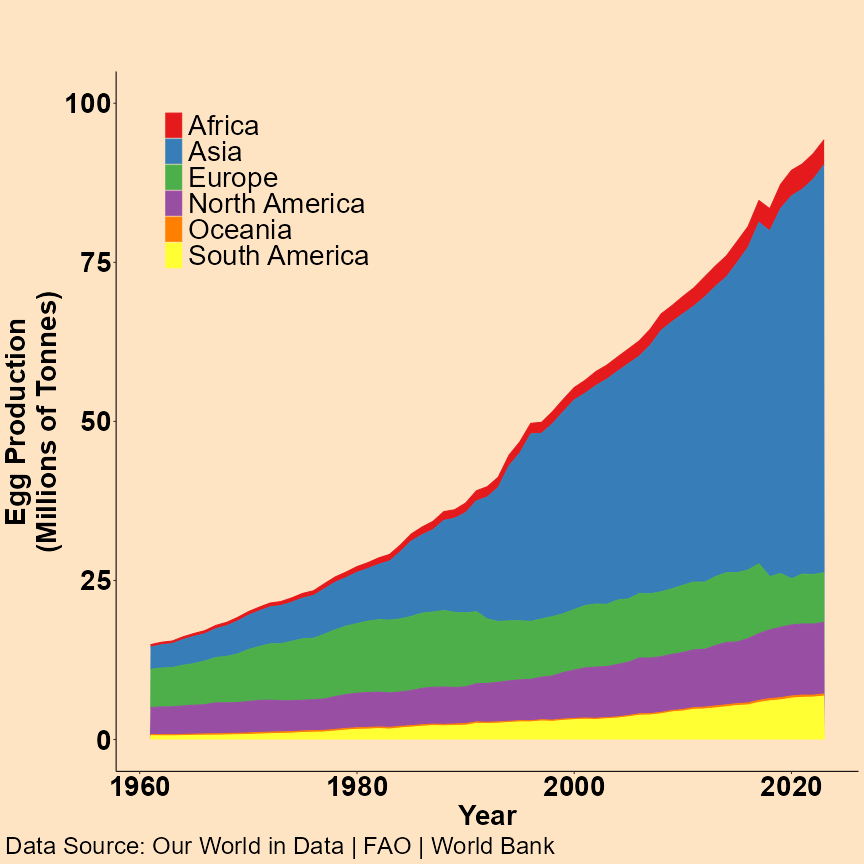 100
75
50
25
0
Egg Production
(Millions of Tonnes)
Africa
Asia
Europe
North America
Oceania
South America
1960 1980 2000 2020
Year
Data Source: Our World in Data | FAO | World Bank